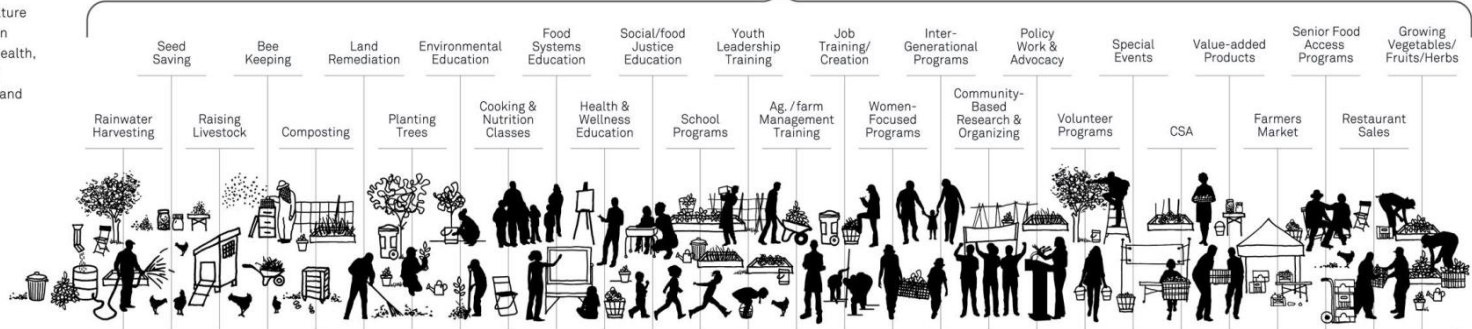 ture
n
ealth,
and
Seed
Saving
Bee
Keeping
Land
Remediation
Environmental
Education
Food
Systems
Education
Social/food
Justice
Education
Youth
Leadership
Training
Job
Training/
Creation
Inter-
Generational
Programs
Policy
Work &
Advocacy
Special
Events
Value-added
Products
Senior Food
Access
Programs
Growing
Vegetables/
Fruits/Herbs
Rainwater
Harvesting
Raising
Livestock
Composting
Planting
Trees
Cooking &
Nutrition
Classes
Health &
Wellness
Education
School
Programs
Ag. / farm
Management
Training
Women-
Focused
Programs
Community-
Based
Research &
Organizing
Volunteer
Programs
CSA
Farmers
Market
Restaurant
Sales